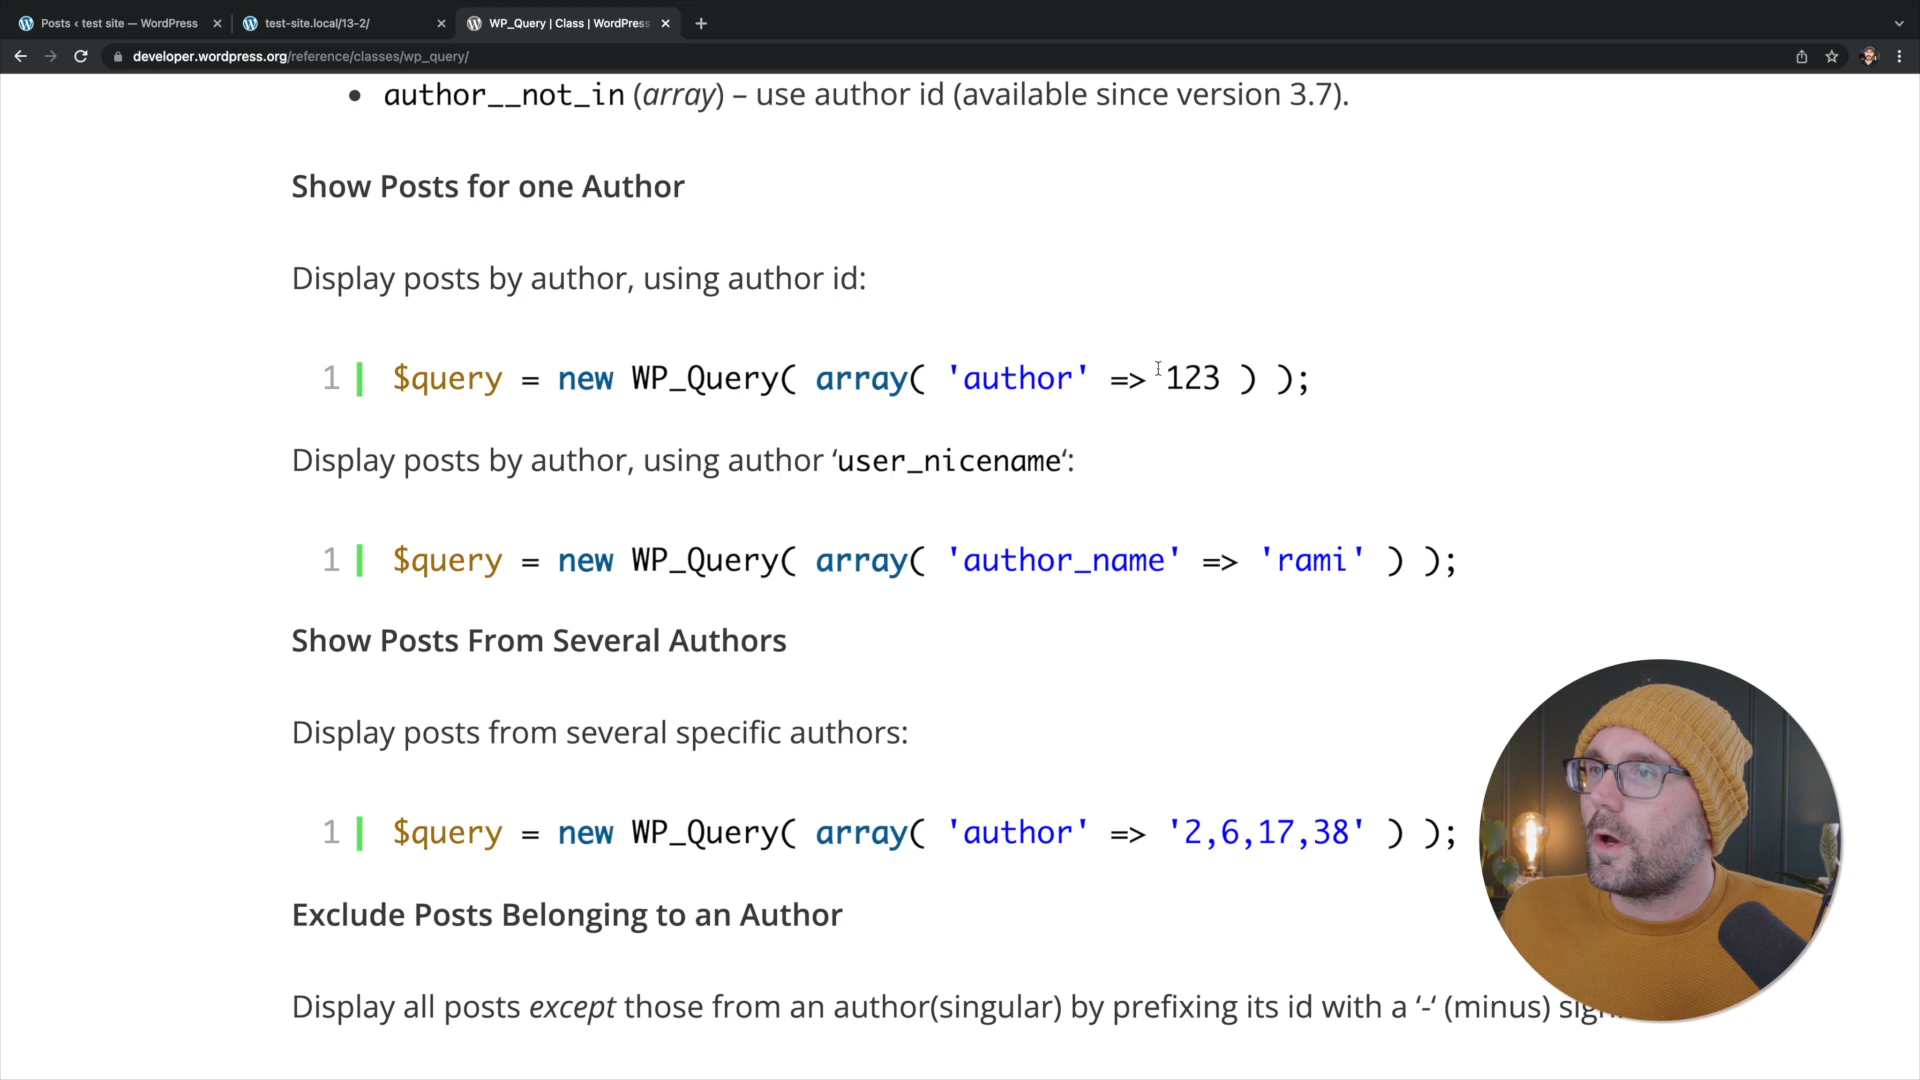 Posts ‹ test site — WordPress
test-site.local/13-2/
WP_Query | Class | WordPress
developer.wordpress.org/reference/classes/wp_query/
• author__not_in (array) – use author id (available since version 3.7).
Show Posts for one Author
Display posts by author, using author id:
1 $query = new WP_Query( array( 'author' => 123 ) );
Display posts by author, using author ‘user_nicename‘:
1 $query = new WP_Query( array( 'author_name' => 'rami' ) );
Show Posts From Several Authors
Display posts from several specific authors:
1 $query = new WP_Query( array( 'author' => '2,6,17,38' ) );
Exclude Posts Belonging to an Author
Display all posts except those from an author(singular) by prefixing its id with a ‘-‘ (minus)